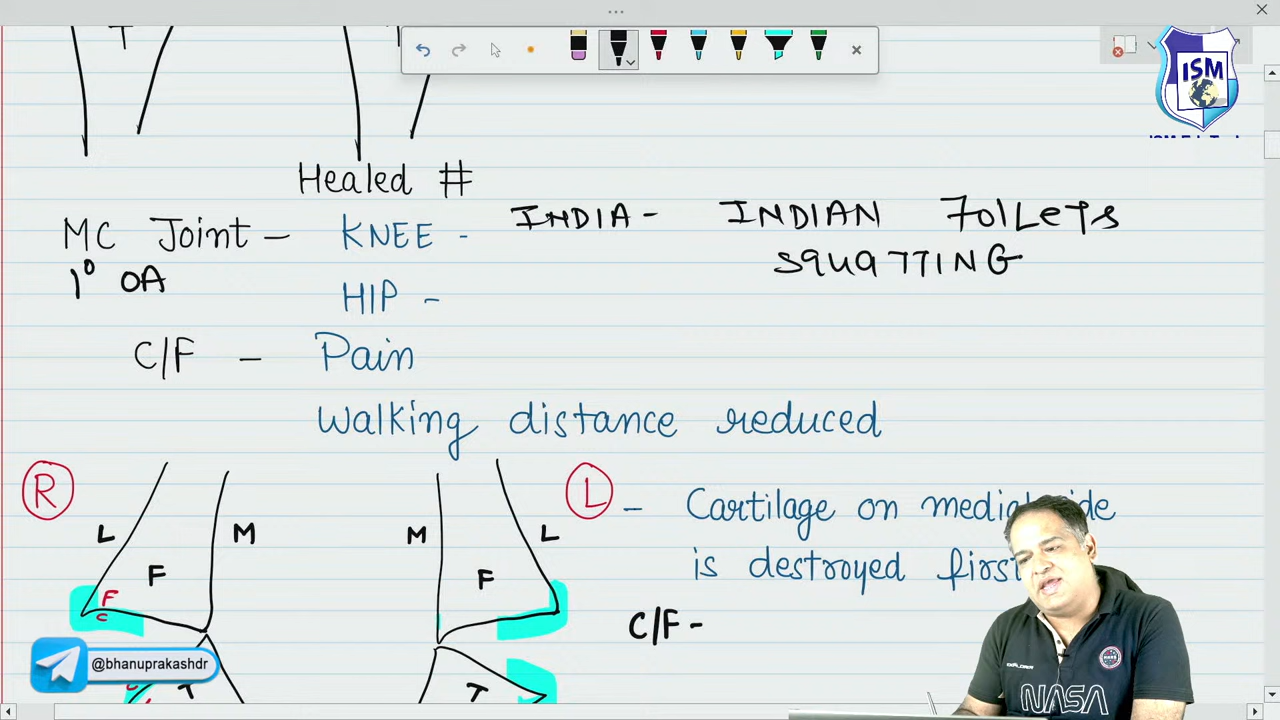 T
ISM
Healed #
MC Joint - KNEE - INDIA - INDIAN TOILETS
SQUATTING
1° OA
HIP -
C/F - Pain
Walking distance reduced
R
L
- Cartilage on medial side
is destroyed first
L M M L
F F
F
C
C/F -
@bhanuprakashdr
T T
EXPLORER
NASA